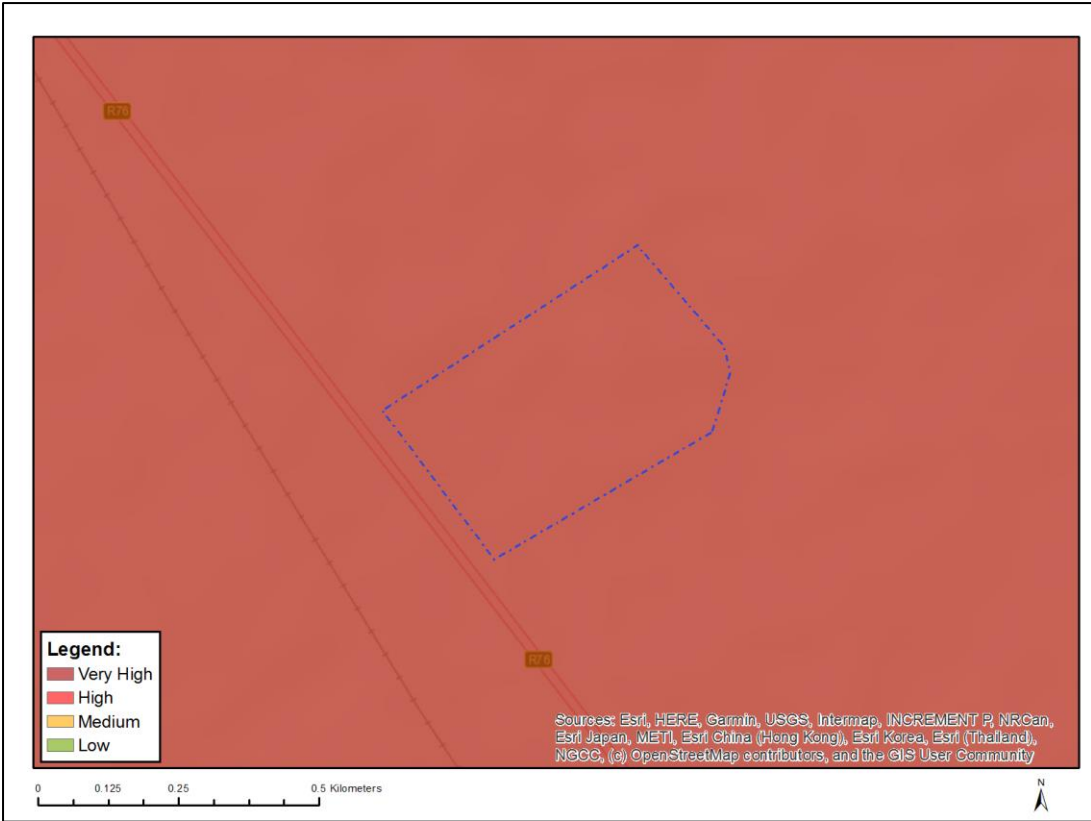 R76
R76
Legend:
Very High
High
Medium
Low
Sources: Esri, HERE, Garmin, USGS, Intermap, INCREMENT P, NRCan,
Esri Japan, METI, Esri China (Hong Kong), Esri Korea, Esri (Thailand),
NGCC, (c) OpenStreetMap contributors, and the GIS User Community
0 0.125 0.25 0.5 Kilometers
N